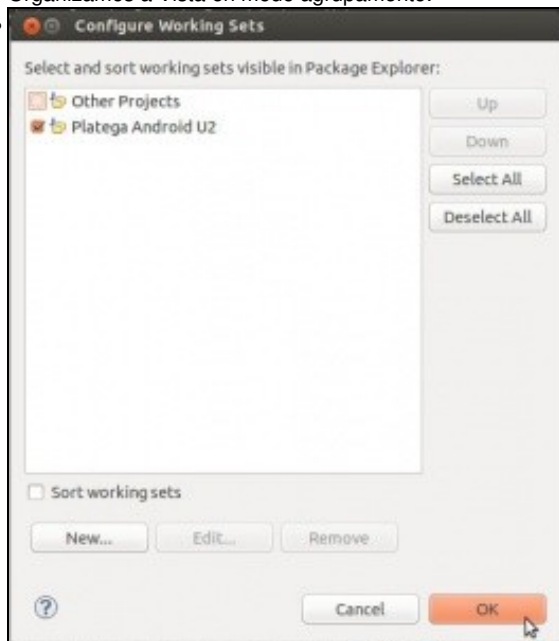 Organizamos a vista en modo agrupamento.
Configure Working Sets
Select and sort working sets visible in Package Explorer:
Other Projects
Platega Android U2
Up
Down
Select All
Deselect All
Sort working sets
New...
Edit...
Remove
?
Cancel
OK